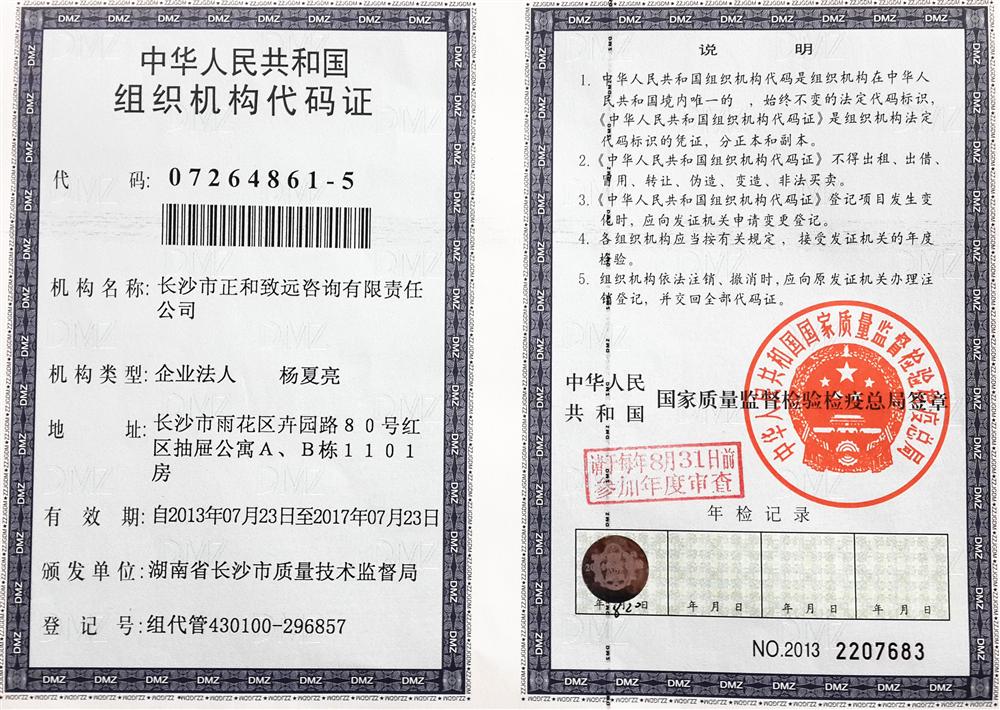 中华人民共和国
组织机构代码证
代 码: 07264861-5
机构名称: 长沙市正和致远咨询有限责任
公司
机构类型: 企业法人 杨夏亮
地 址: 长沙市雨花区卉园路80号红
区抽屉公寓A、B栋1101
房
有 效 期: 自2013年07月23日至2017年07月23日
颁发单位: 湖南省长沙市质量技术监督局
登 记 号: 组代管430100-296857
说 明
1. 中华人民共和国组织机构代码是组织机构在中华人
民共和国境内唯一的 ，始终不变的法定代码标识，
《中华人民共和国组织机构代码证》是组织机构法定
代码标识的凭证，分正本和副本。
2.《中华人民共和国组织机构代码证》不得出租、出借、
冒用、转让、伪造、变造、非法买卖。
3.《中华人民共和国组织机构代码证》登记项目发生变
化时，应向发证机关申请变更登记。
4. 各组织机构应当按有关规定 ，接受发证机关的年度
检验。
5. 组织机构依法注销、撤消时，应向原发证机关办理注
销登记，并交回全部代码证。
中华人民
共 和 国 国家质量监督检验检疫总局签章
中华人民共和国国家质量监督检验检疫总局
请于每年8月31日前
参加年度审查
年检记录
年 日 年 月 日 年 月 日 年 月 日
NO.2013 2207683